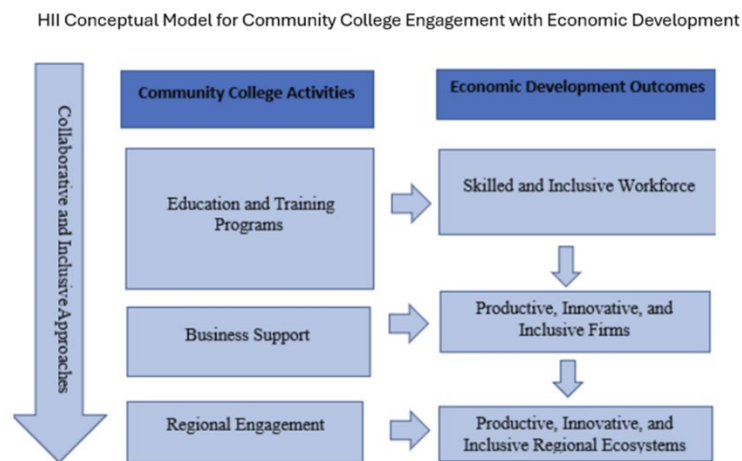 HII Conceptual Model for Community College Engagement with Economic Development
Collaborative and Inclusive Approaches
Community College Activities
Economic Development Outcomes
Education and Training
Programs
Skilled and Inclusive Workforce
Business Support
Productive, Innovative, and
Inclusive Firms
Regional Engagement
Productive, Innovative, and
Inclusive Regional Ecosystems